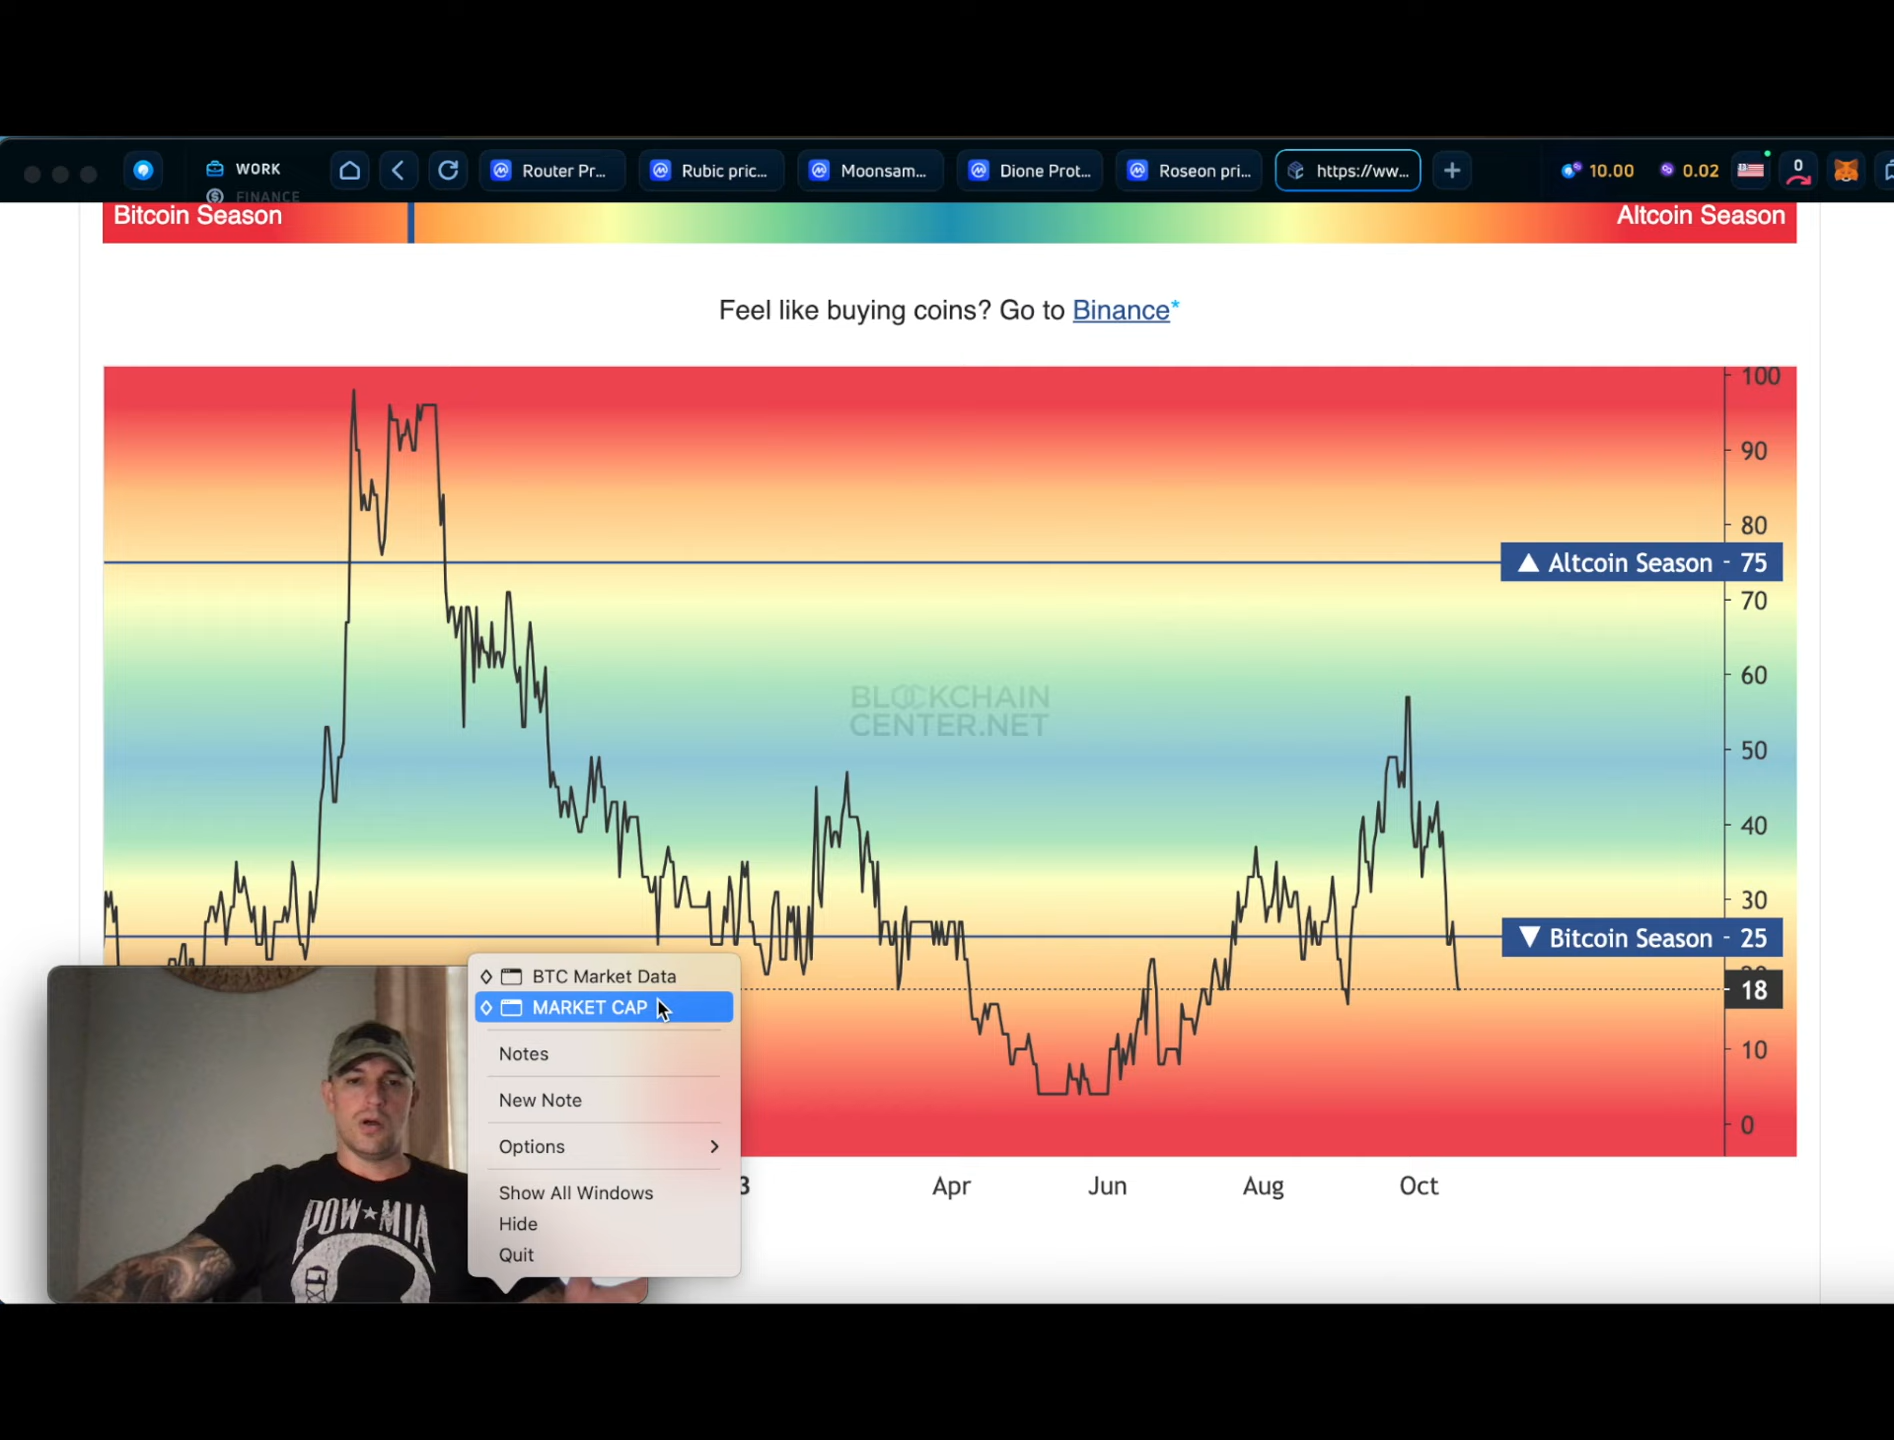 WORK
FINANCE
Router Pr...
Rubic pric...
Moonsam...
Dione Prot...
Roseon pri...
https://ww...
10.00
0.02
0
Bitcoin Season
Altcoin Season
Feel like buying coins? Go to Binance*
100
90
80
▲ Altcoin Season - 75
70
60
BLOCKCHAIN
CENTER.NET
50
40
30
▼ Bitcoin Season - 25
18
10
0
Apr
Jun
Aug
Oct
3
BTC Market Data
MARKET CAP
Notes
New Note
Options
Show All Windows
Hide
Quit
POW★MIA